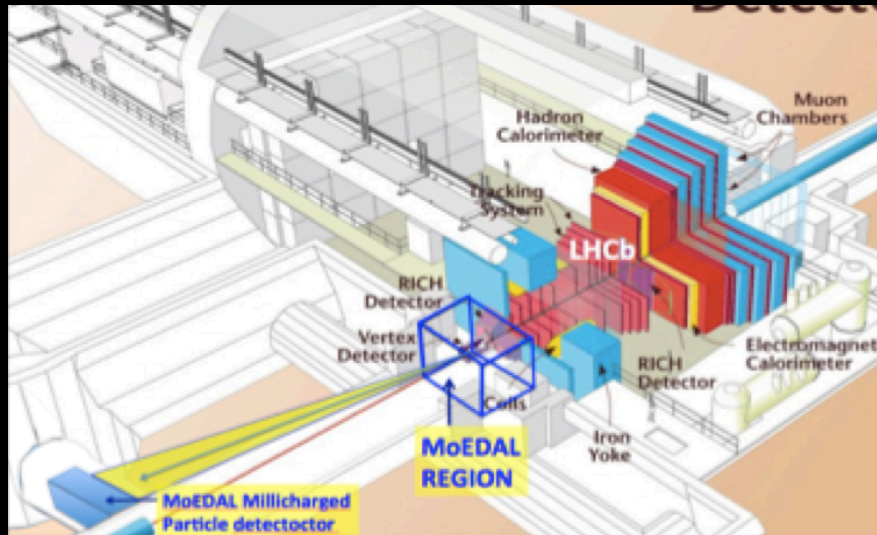 Detecto
Muon
Chambers
Hadron
Calorimeter
Tracking
System
LHCb
RICH
Detector
Vertex
Detector
Electromagnet
Calorimeter
RICH
Detector
Coils
Iron
Yoke
MoEDAL
REGION
MoEDAL Millicharged
Particle detectoctor